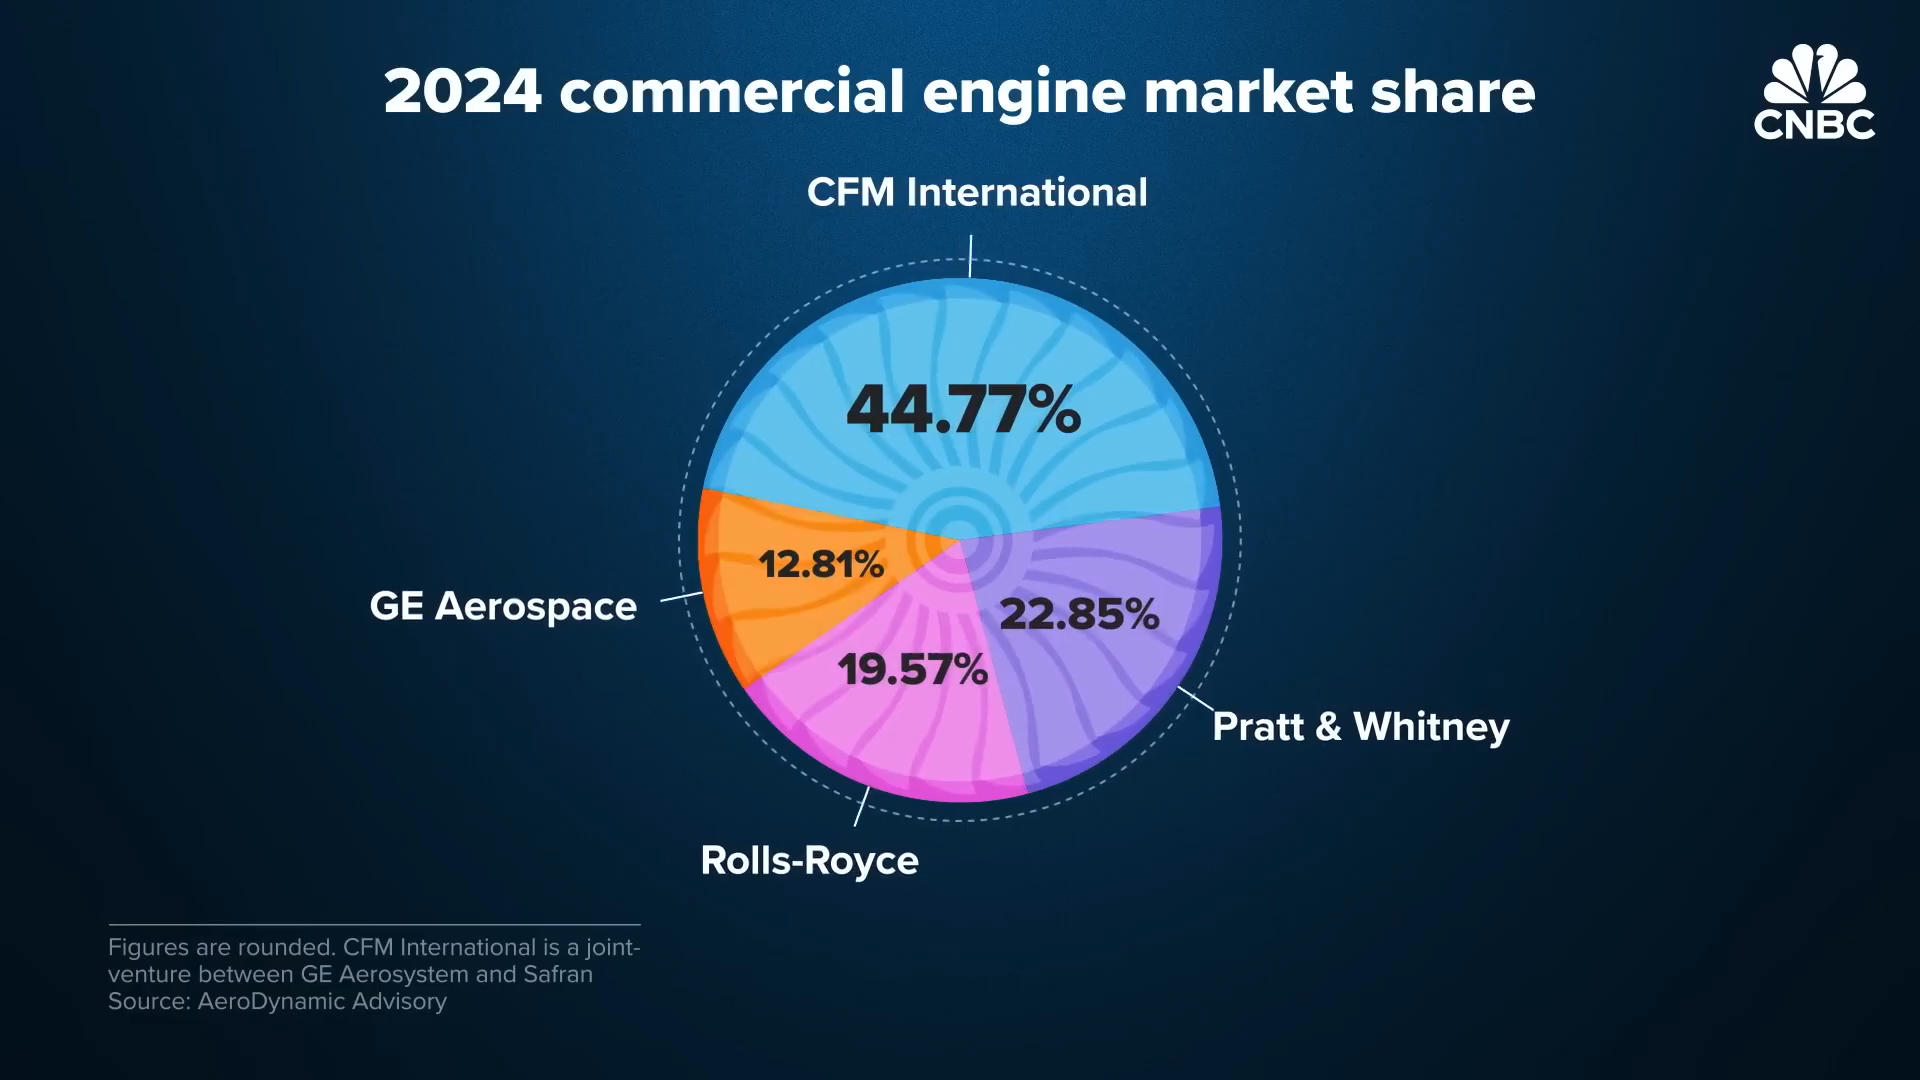 2024 commercial engine market share
CNBC
CFM International
44.77%
12.81%
GE Aerospace
22.85%
19.57%
Pratt & Whitney
Rolls-Royce
Figures are rounded. CFM International is a joint-
venture between GE Aerosystem and Safran
Source: AeroDynamic Advisory